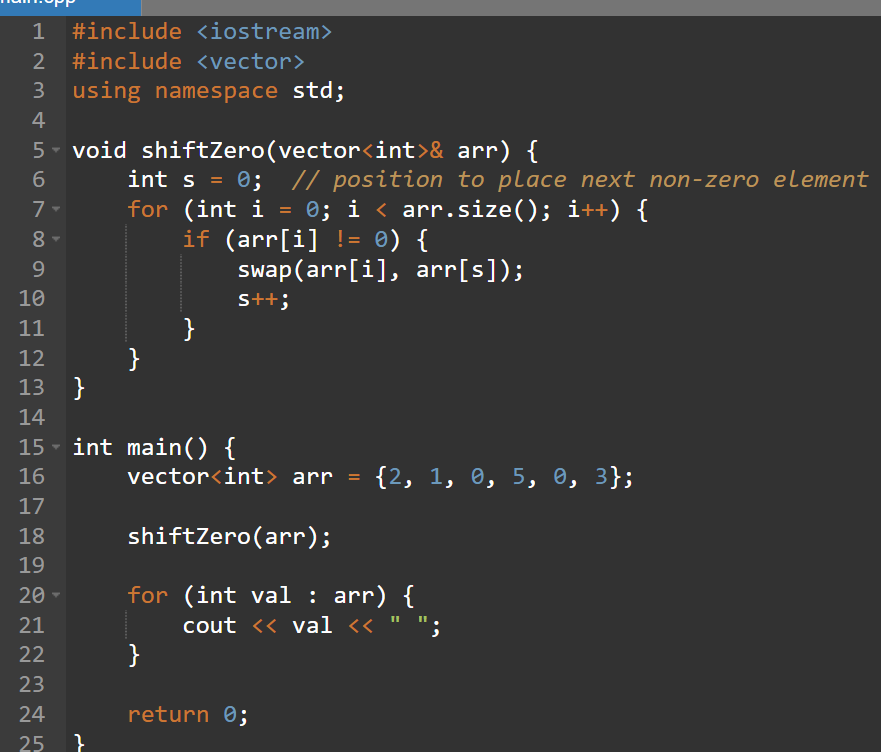 main.cpp
1 #include <iostream>
2 #include <vector>
3 using namespace std;
4
5 void shiftZero(vector<int>& arr) {
6     int s = 0;  // position to place next non-zero element
7     for (int i = 0; i < arr.size(); i++) {
8         if (arr[i] != 0) {
9             swap(arr[i], arr[s]);
10             s++;
11         }
12     }
13 }
14
15 int main() {
16     vector<int> arr = {2, 1, 0, 5, 0, 3};
17
18     shiftZero(arr);
19
20     for (int val : arr) {
21         cout << val << " ";
22     }
23
24     return 0;
25 }